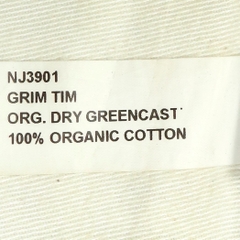 NJ3901
GRIM TIM
ORG. DRY GREENCAST
100% ORGANIC COTTON